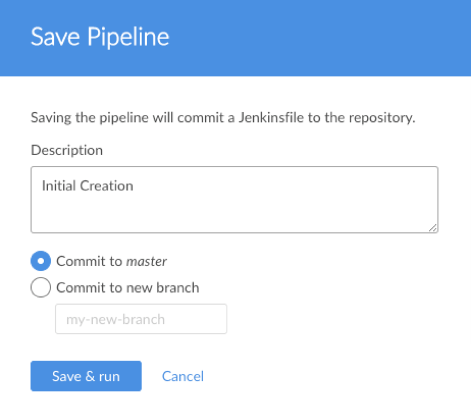 Save Pipeline
Saving the pipeline will commit a Jenkinsfile to the repository.
Description
Initial Creation
Commit to master
Commit to new branch
my-new-branch
Save & run Cancel